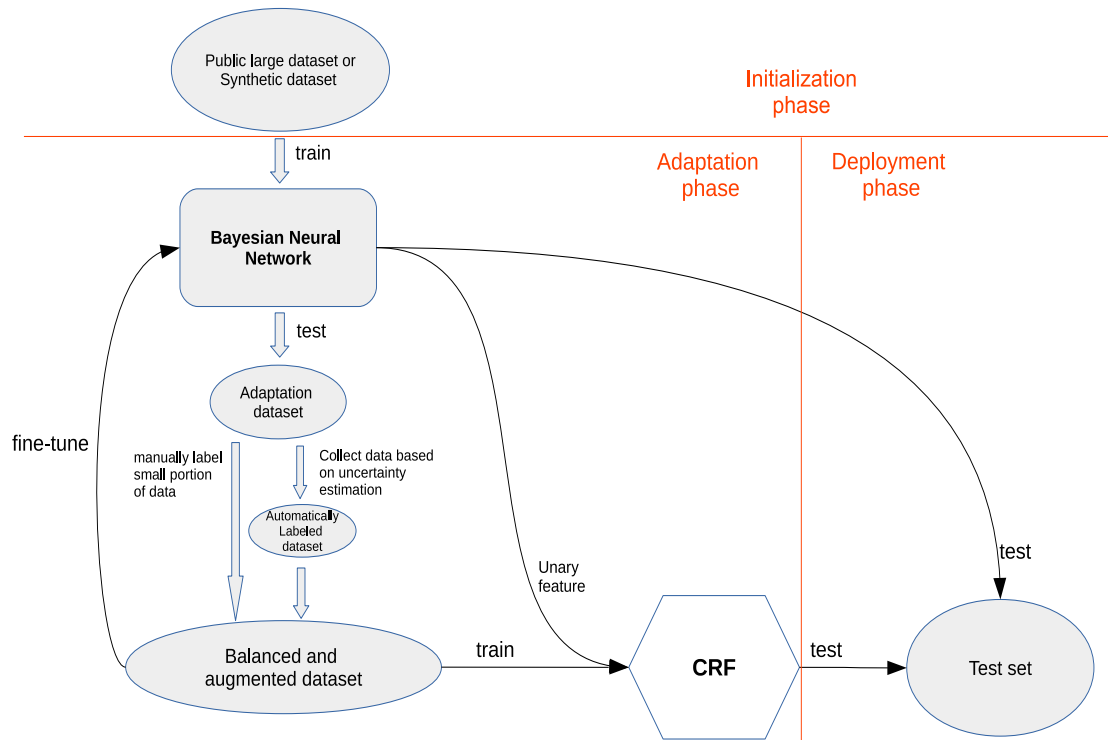 Public large dataset or
Synthetic dataset
Initialization
phase
train
Adaptation
phase
Deployment
phase
Bayesian Neural
Network
test
Adaptation
dataset
fine-tune
manually label
small portion
of data
Collect data based
on uncertainty
estimation
Automatically
Labeled
dataset
Unary
feature
test
Balanced and
augmented dataset
train
CRF
test
Test set